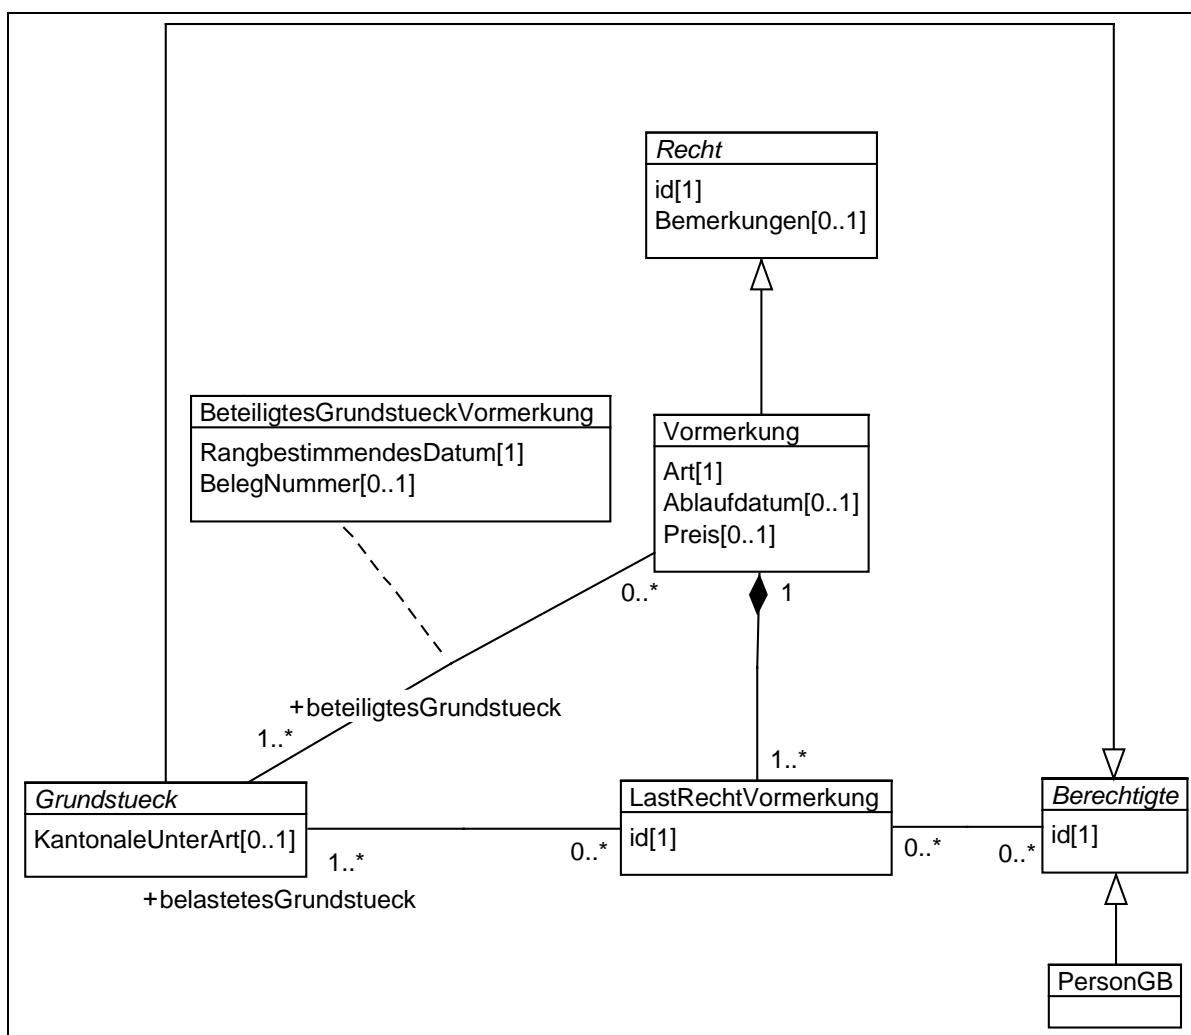 Recht
id[1]
Bemerkungen[0..1]
BeteiligtesGrundstueckVormerkung
RangbestimmendesDatum[1]
BelegNummer[0..1]
Vormerkung
Art[1]
Ablaufdatum[0..1]
Preis[0..1]
0..*
1
+beteiligtesGrundstueck
1..*
1..*
Grundstueck
KantonaleUnterArt[0..1]
LastRechtVormerkung
id[1]
Berechtigte
id[1]
1..*
0..*
0..*
0..*
+belastetesGrundstueck
PersonGB